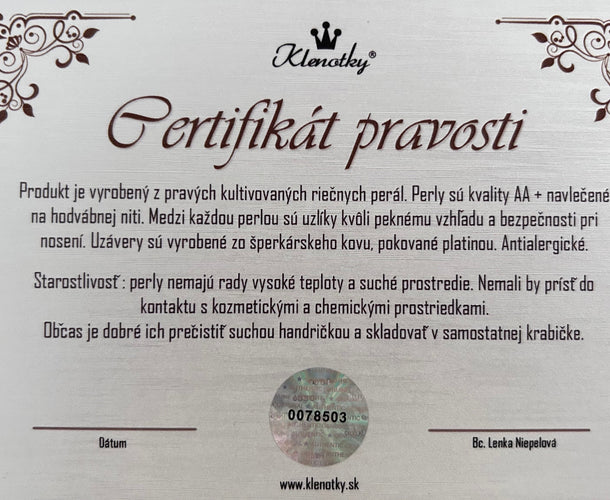 Klenotky®
Certifikát pravosti
Produkt je vyrobený z pravých kultivovaných riečnych perál. Perly sú kvality AA + navlečené
na hodvábnej niti. Medzi každou perlou sú uzlíky kvôli peknému vzhľadu a bezpečnosti pri
nosení. Uzávery sú vyrobené zo šperkárskeho kovu, pokované platinou. Antialergické.
Starostlivosť : perly nemajú rady vysoké teploty a suché prostredie. Nemali by prísť do
kontaktu s kozmetickými a chemickými prostriedkami.
Občas je dobré ich prečistiť suchou handričkou a skladovať v samostatnej krabičke.
0078503
Dátum
Bc. Lenka Niepelová
www.klenotky.sk